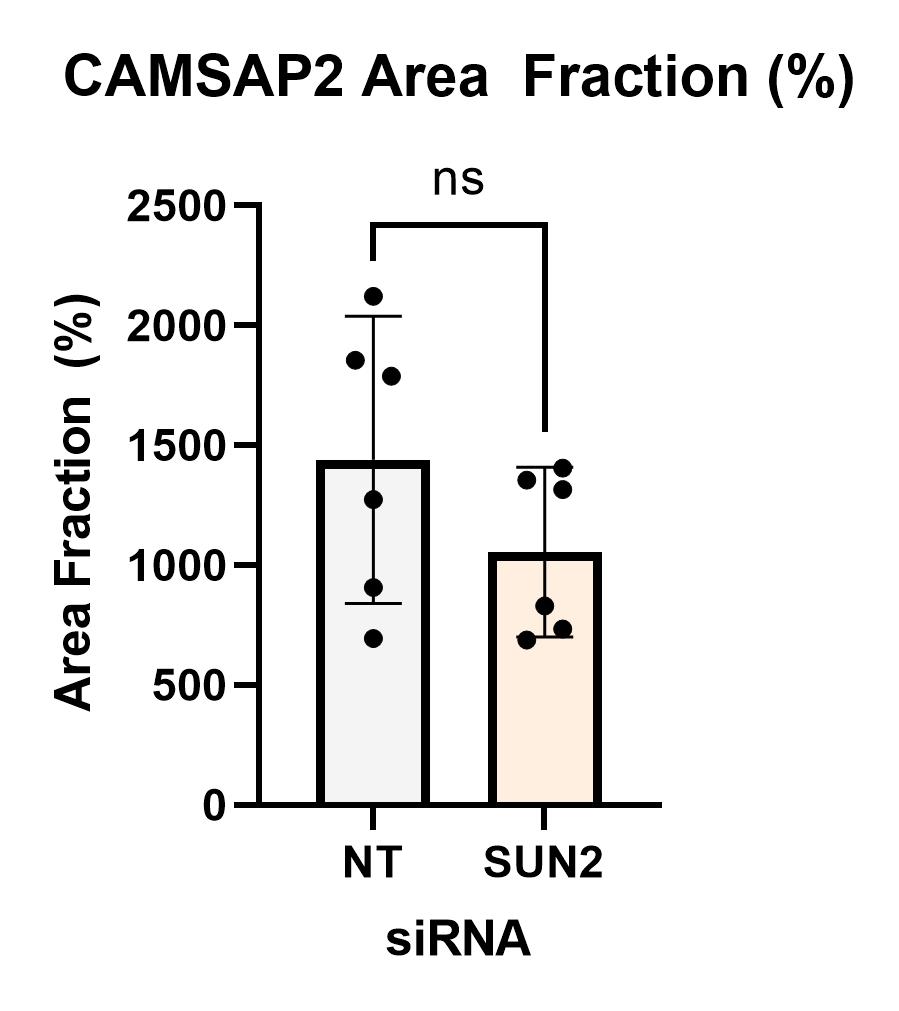 CAMSAP2 Area  Fraction (%)
ns
2500
2000
1500
1000
500
0
Area Fraction  (%)
NT SUN2
siRNA